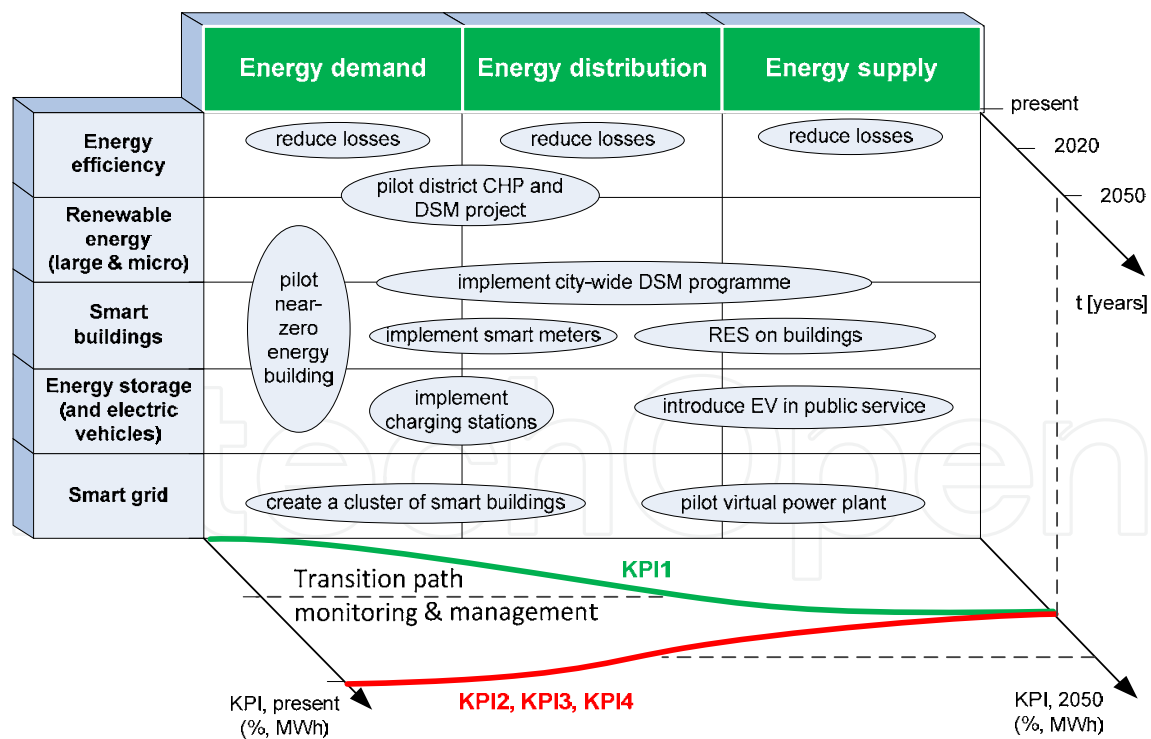 Energy demand
Energy distribution
Energy supply
present
2020
2050
t [years]
Energy
efficiency
reduce losses
reduce losses
reduce losses
pilot district CHP and
DSM project
Renewable
energy
(large & micro)
pilot
near-
zero
energy
building
implement city-wide DSM programme
Smart
buildings
implement smart meters
RES on buildings
Energy storage
(and electric
vehicles)
implement
charging stations
introduce EV in public service
Smart grid
create a cluster of smart buildings
pilot virtual power plant
techOpen
KPI1
Transition path
monitoring & management
KPI2, KPI3, KPI4
KPI, present
(%, MWh)
KPI, 2050
(%, MWh)